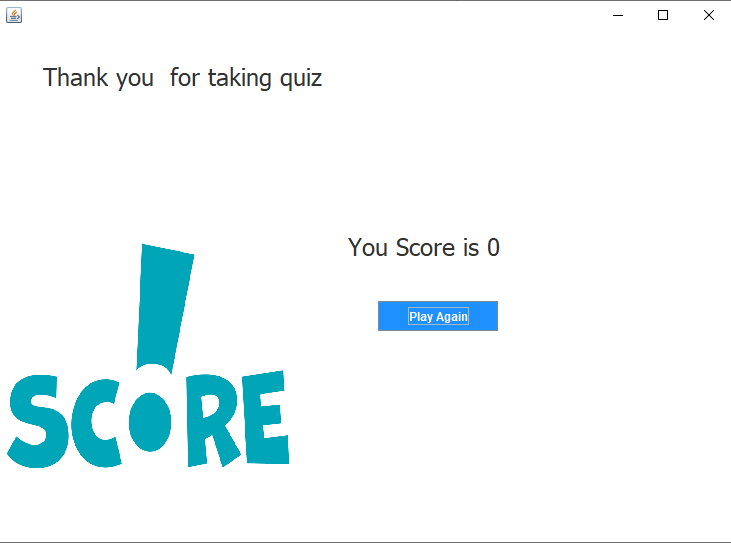 Thank you  for taking quiz
You Score is 0
Play Again
SCORE